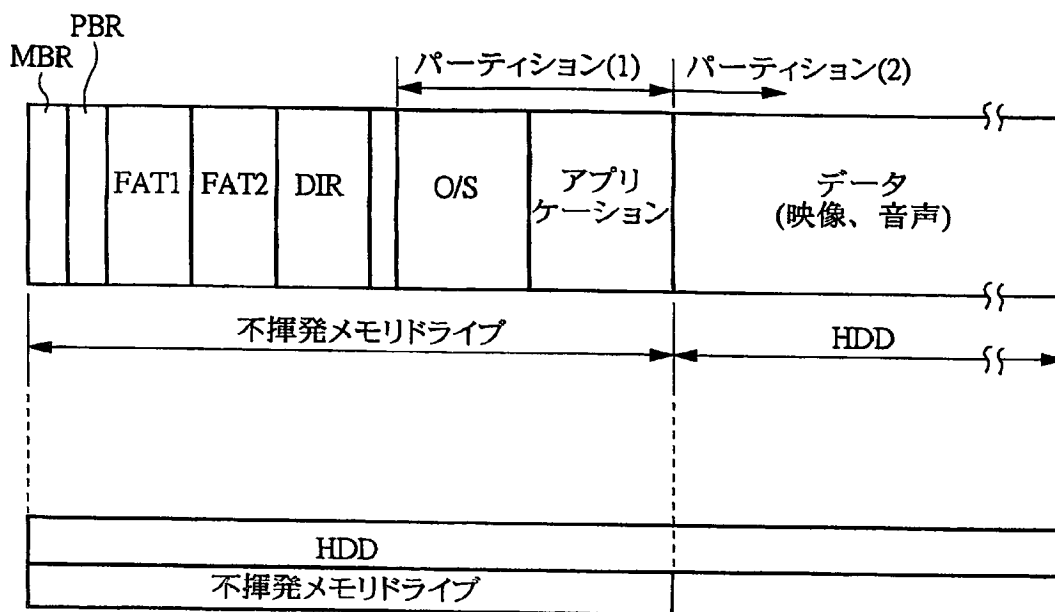 PBR
MBR
パーティション(1)
パーティション(2)
FAT1
FAT2
DIR
O/S
アプリ
ケーション
データ
(映像、音声)
不揮発メモリドライブ
HDD
HDD
不揮発メモリドライブ